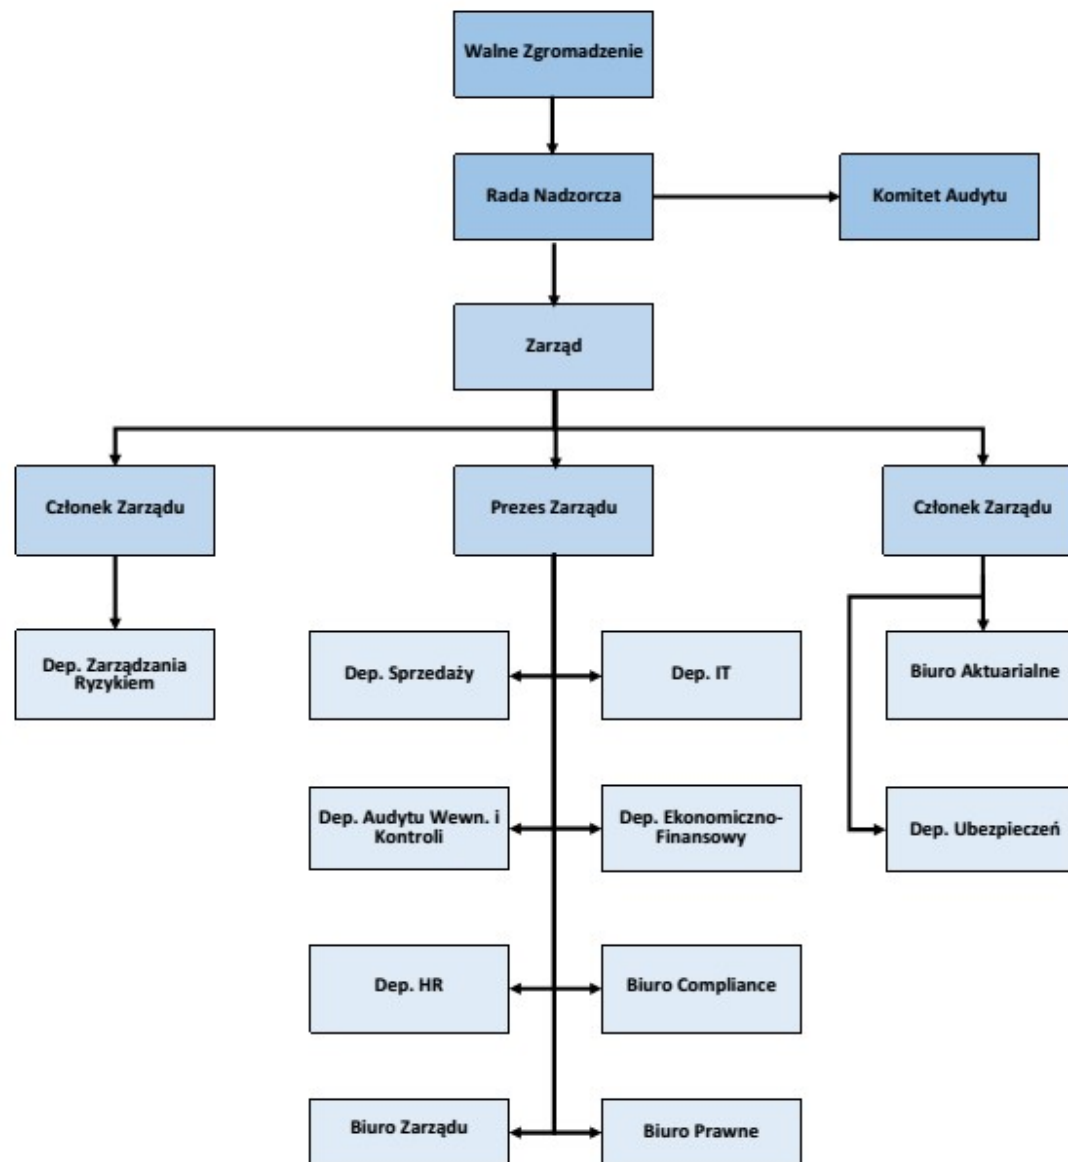 Walne Zgromadzenie
Rada Nadzorcza
Komitet Audytu
Zarząd
Członek Zarządu
Prezes Zarządu
Członek Zarządu
Dep. Zarządzania
Ryzykiem
Dep. Sprzedaży
Dep. IT
Biuro Aktuarialne
Dep. Audytu Wewn. i
Kontroli
Dep. Ekonomiczno-
Finansowy
Dep. Ubezpieczeń
Dep. HR
Biuro Compliance
Biuro Zarządu
Biuro Prawne